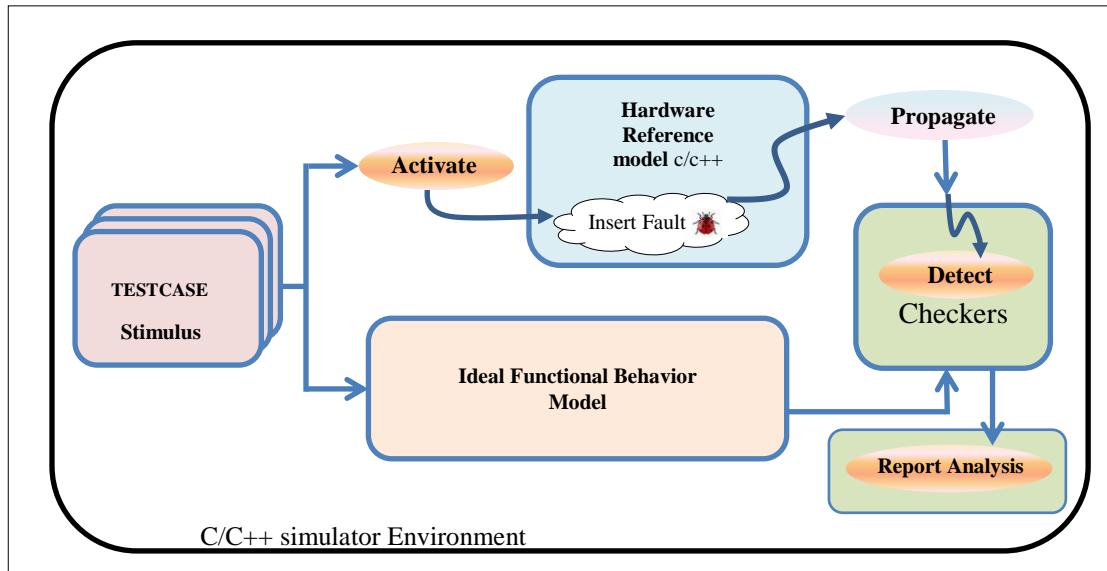 Hardware
Reference
model c/c++
Propagate
Activate
Insert Fault
TESTCASE
Stimulus
Detect
Checkers
Ideal Functional Behavior
Model
Report Analysis
C/C++ simulator Environment